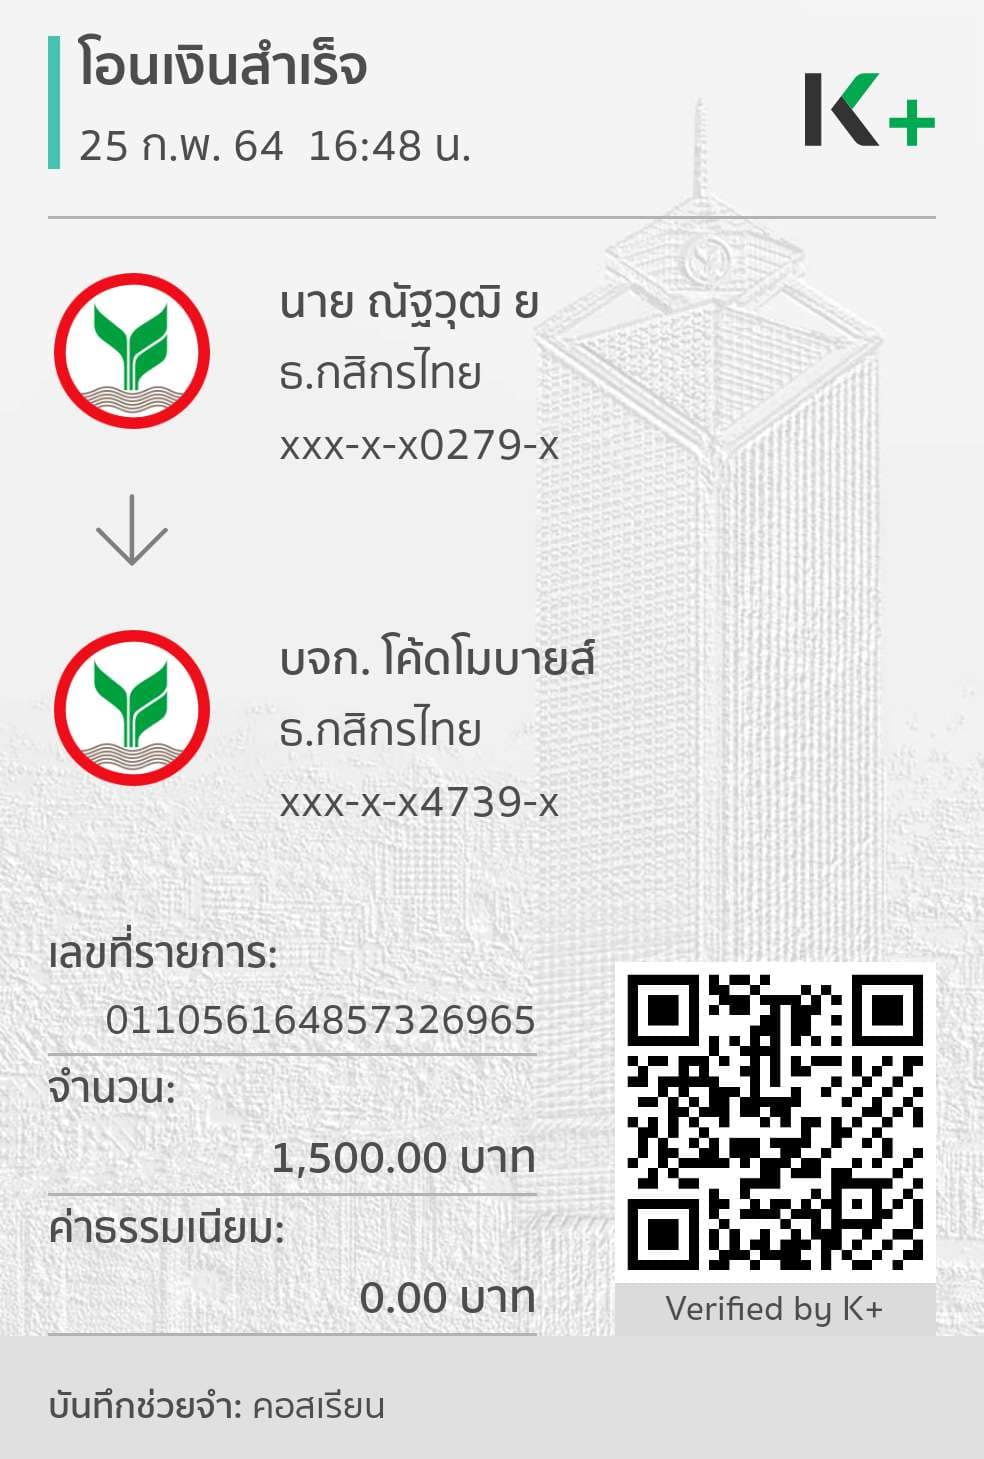 โอนเงินสำเร็จ
25 ก.พ. 64  16:48 น.
K+
นาย ณัฐวุฒิ ย
ธ.กสิกรไทย
xxx-x-x0279-x
บจก. โค้ดโมบายส์
ธ.กสิกรไทย
xxx-x-x4739-x
เลขที่รายการ:
011056164857326965
จำนวน:
1,500.00 บาท
ค่าธรรมเนียม:
0.00 บาท
Verified by K+
บันทึกช่วยจำ: คอสเรียน